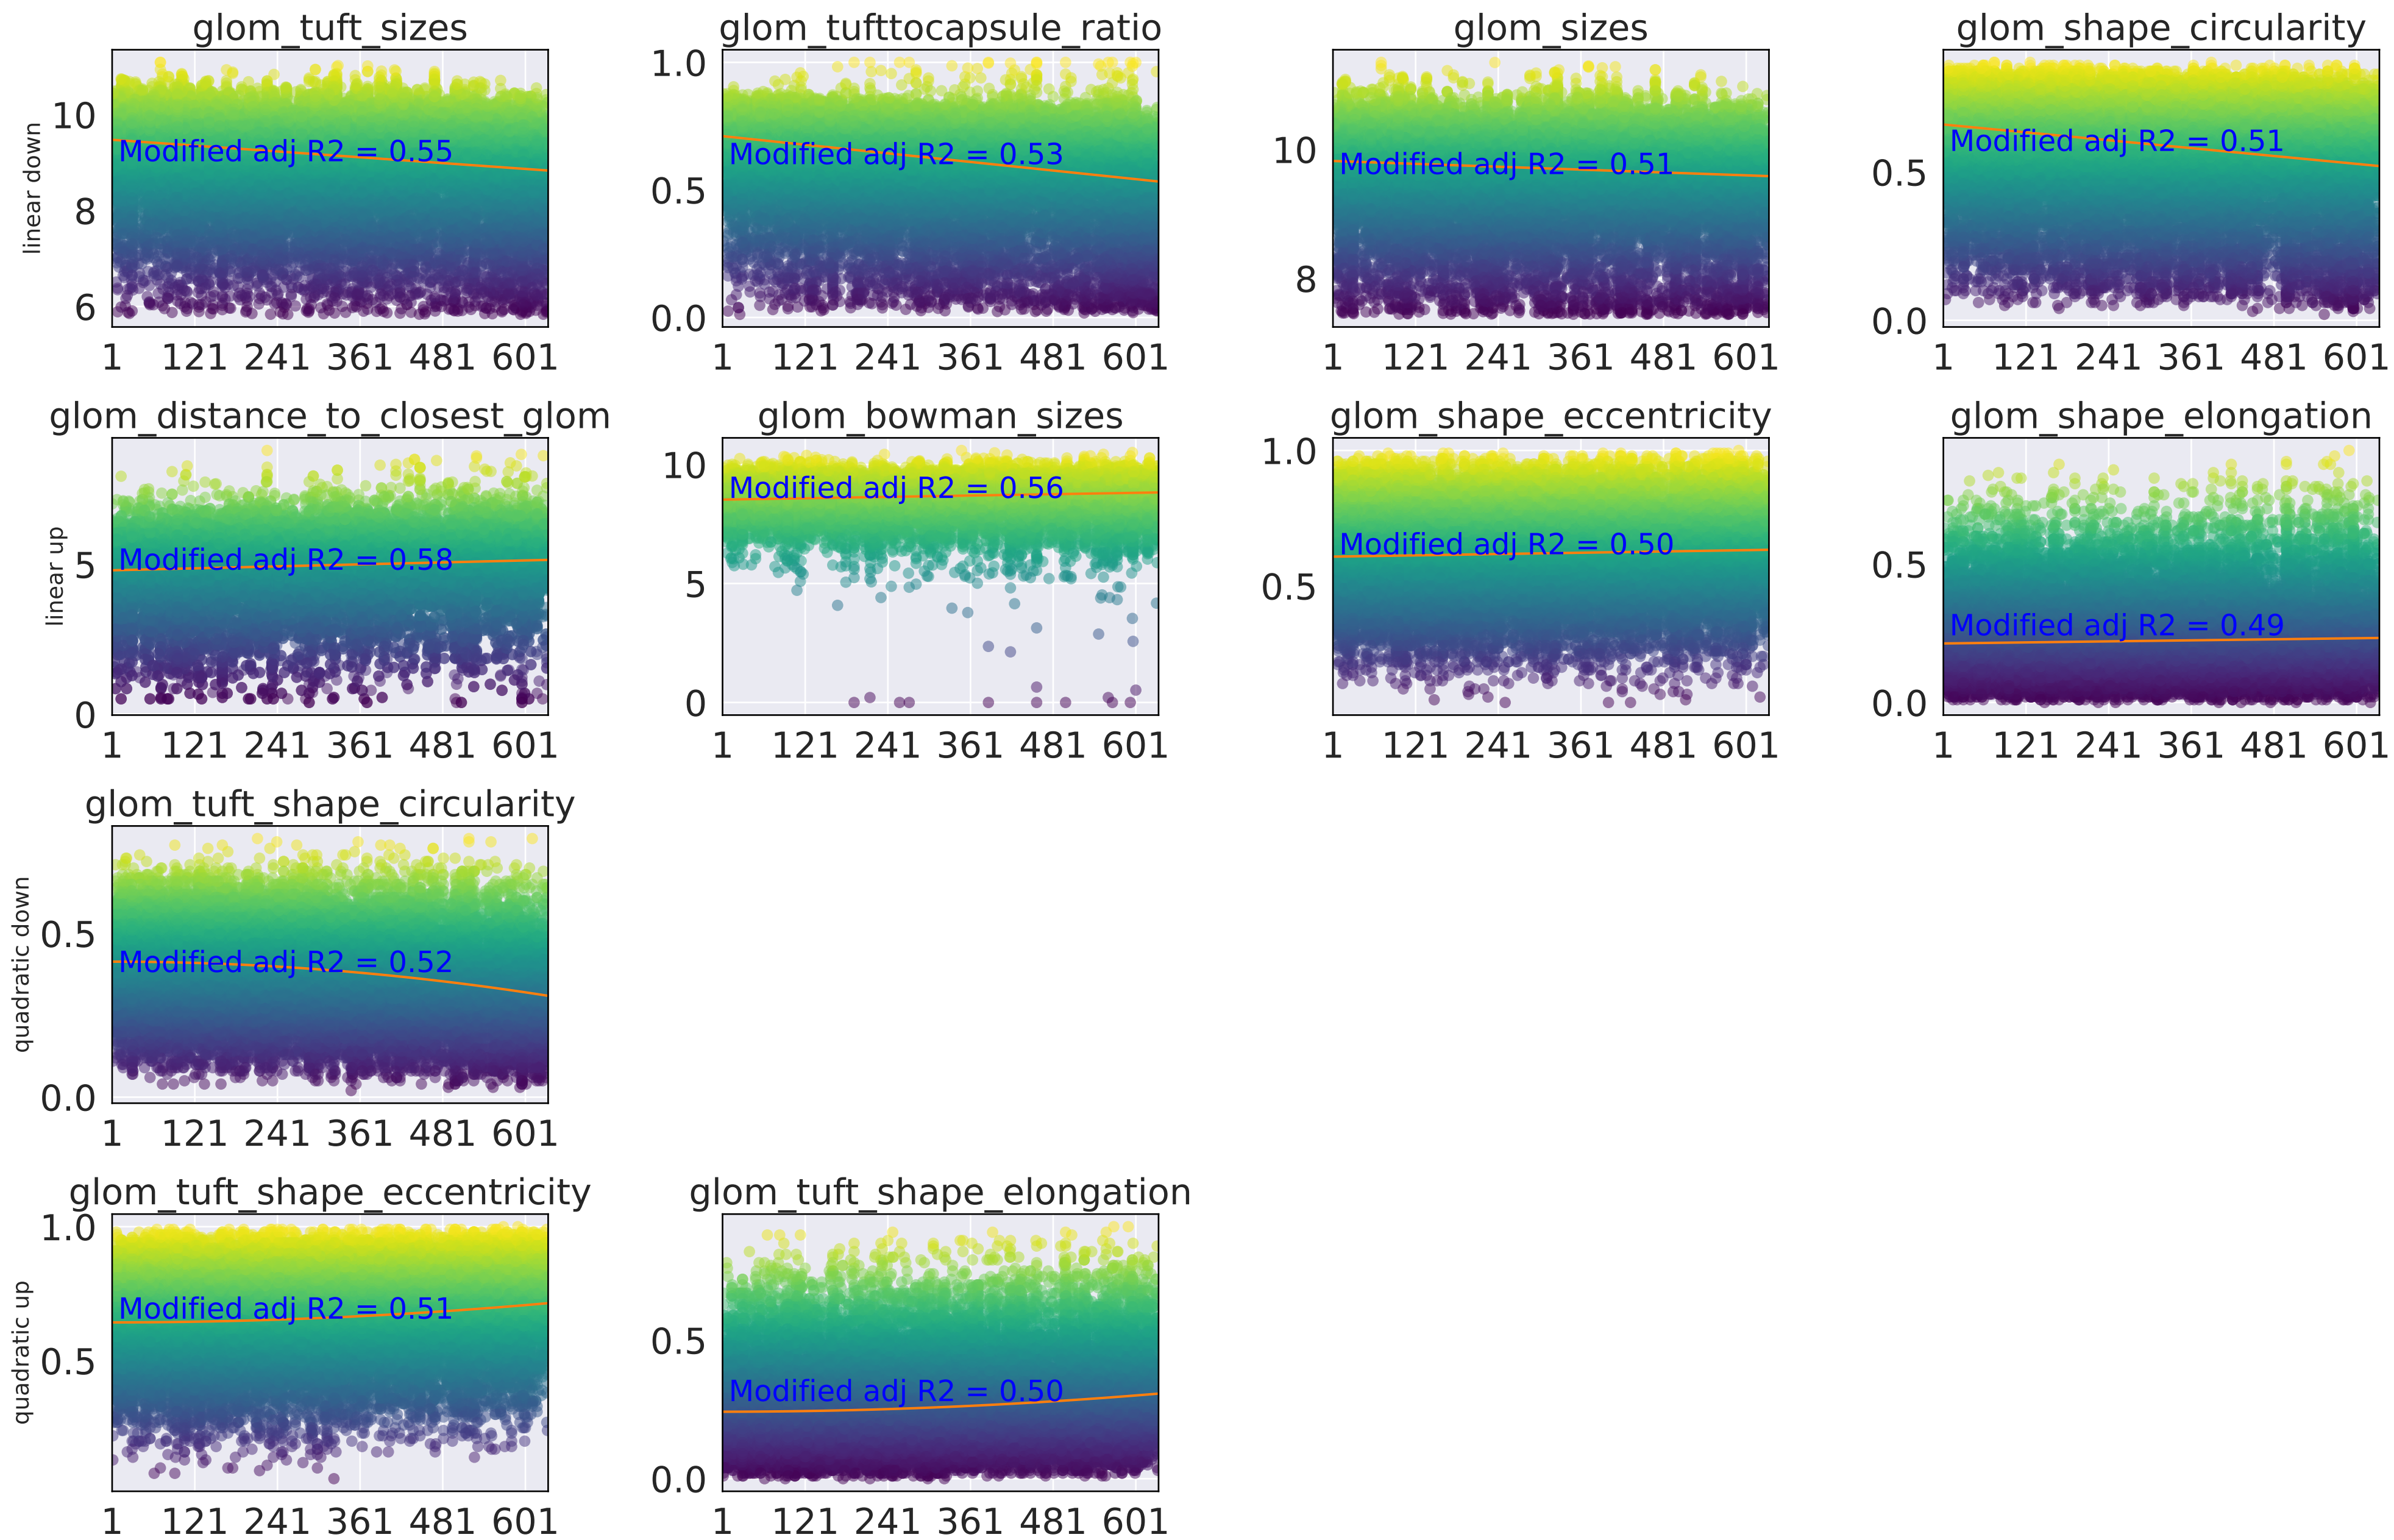 glom_tuft_sizes
glom_tufttocapsule_ratio
glom_sizes
glom_shape_circularity
linear down
10
8
6
Modified adj R2 = 0.55
1 121 241 361 481 601
1.0
0.5
0.0
Modified adj R2 = 0.53
1 121 241 361 481 601
10
8
Modified adj R2 = 0.51
1 121 241 361 481 601
0.5
0.0
Modified adj R2 = 0.51
1 121 241 361 481 601
glom_distance_to_closest_glom
glom_bowman_sizes
glom_shape_eccentricity
glom_shape_elongation
linear up
5
0
Modified adj R2 = 0.58
1 121 241 361 481 601
10
5
0
Modified adj R2 = 0.56
1 121 241 361 481 601
1.0
0.5
Modified adj R2 = 0.50
1 121 241 361 481 601
0.5
0.0
Modified adj R2 = 0.49
1 121 241 361 481 601
glom_tuft_shape_circularity
quadratic down
0.5
0.0
Modified adj R2 = 0.52
1 121 241 361 481 601
glom_tuft_shape_eccentricity
glom_tuft_shape_elongation
quadratic up
1.0
0.5
Modified adj R2 = 0.51
1 121 241 361 481 601
0.5
0.0
Modified adj R2 = 0.50
1 121 241 361 481 601